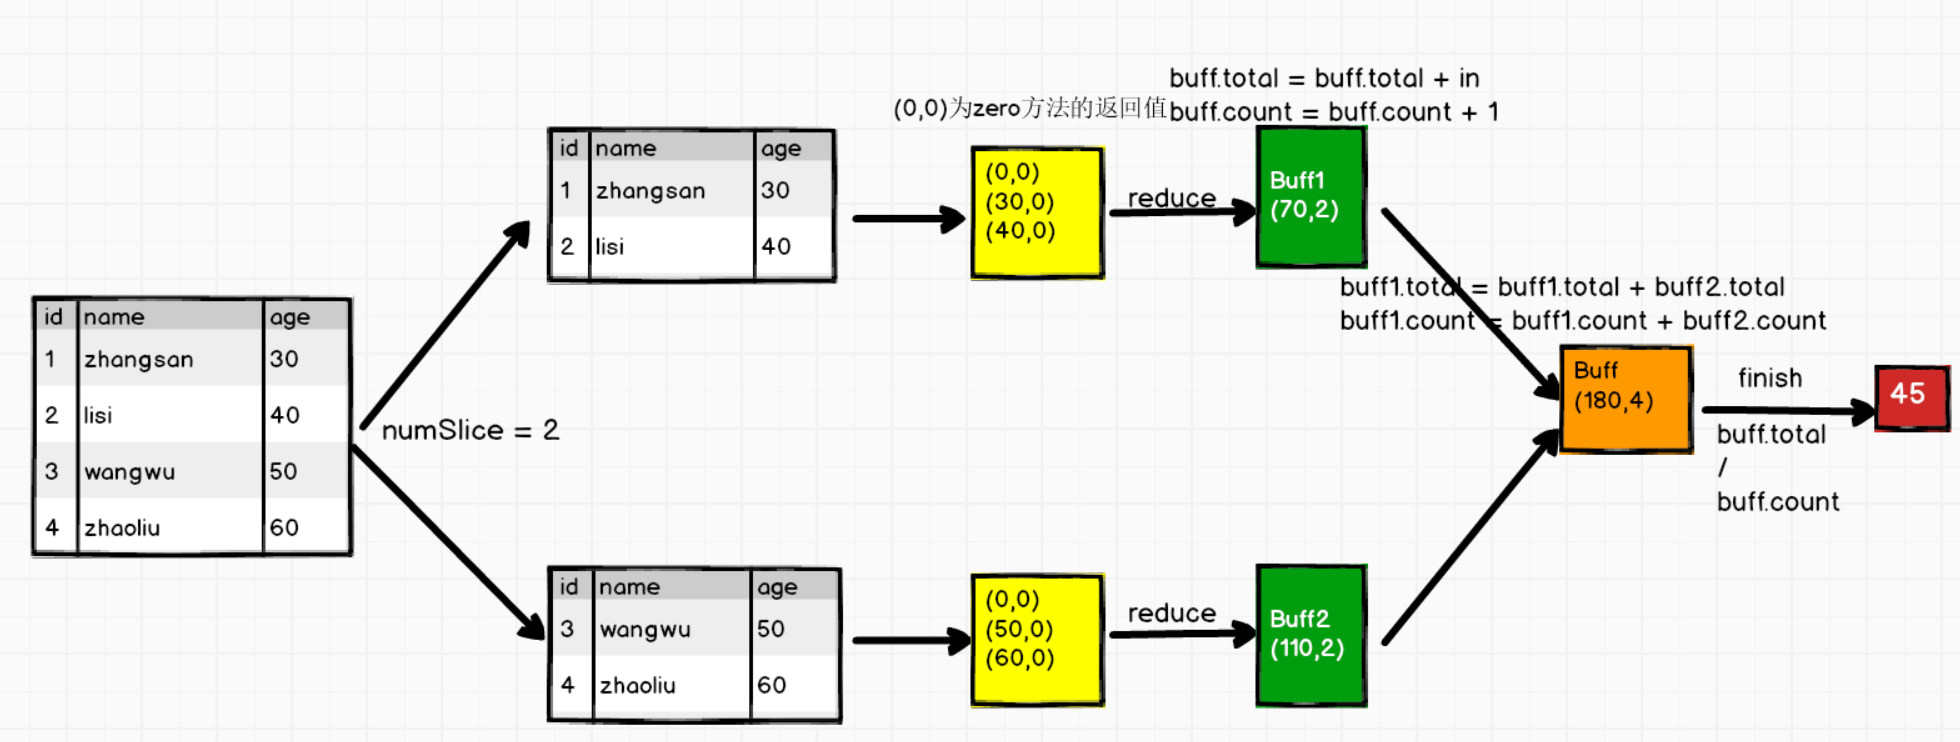 buff.total = buff.total + in
(0,0)为zero方法的返回值
buff.count = buff.count + 1
id name age
1 zhangsan 30
2 lisi 40
(0,0)
(30,0)
(40,0)
reduce
Buff1
(70,2)
id name age
1 zhangsan 30
2 lisi 40
3 wangwu 50
4 zhaoliu 60
numSlice = 2
buff1.total = buff1.total + buff2.total
buff1.count = buff1.count + buff2.count
Buff
(180,4)
finish
45
buff.total
/
buff.count
id name age
3 wangwu 50
4 zhaoliu 60
(0,0)
(50,0)
(60,0)
reduce
Buff2
(110,2)